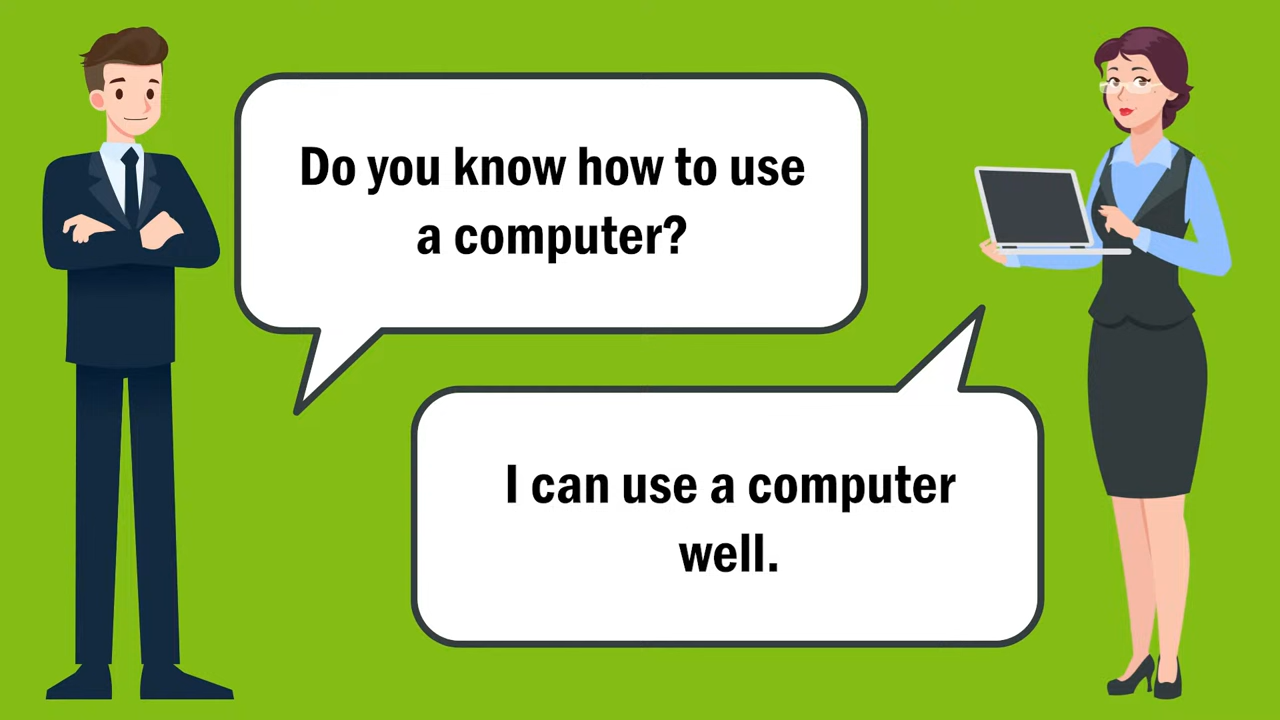 Do you know how to use
a computer?
I can use a computer
well.